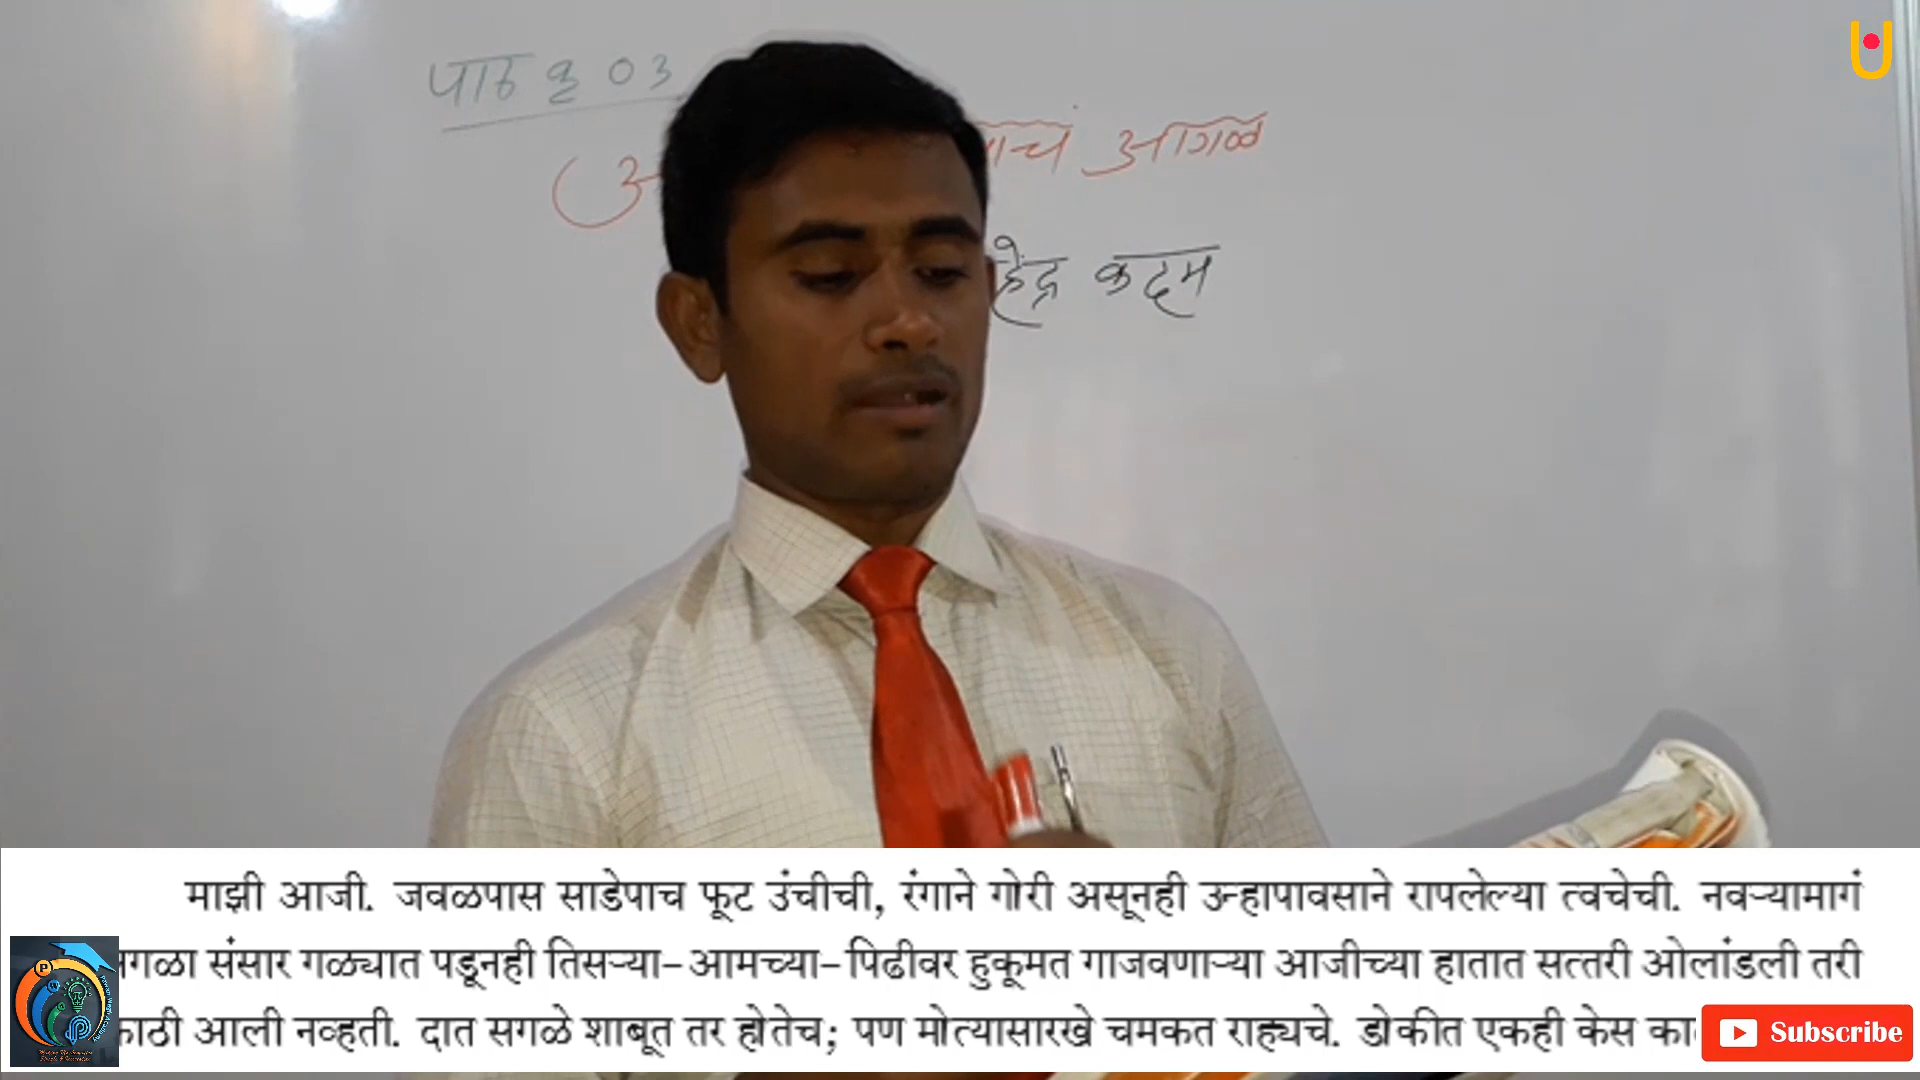 पाठ क्र 03
आगळ
कदम
माझी आजी. जवळपास साडेपाच फूट उंचीची, रंगाने गोरी असूनही उन्हापावसाने रापलेल्या त्वचेची. नवऱ्यामागं
संसार गळ्यात पडूनही तिसऱ्या-आमच्या-पिढीवर हुकूमत गाजवणाऱ्या आजीच्या हातात सत्तरी ओलांडली तरी
आली नव्हती. दात सगळे शाबूत तर होतेच; पण मोत्यासारखे चमकत राह्यचे. डोकीत एकही केस
Subscribe